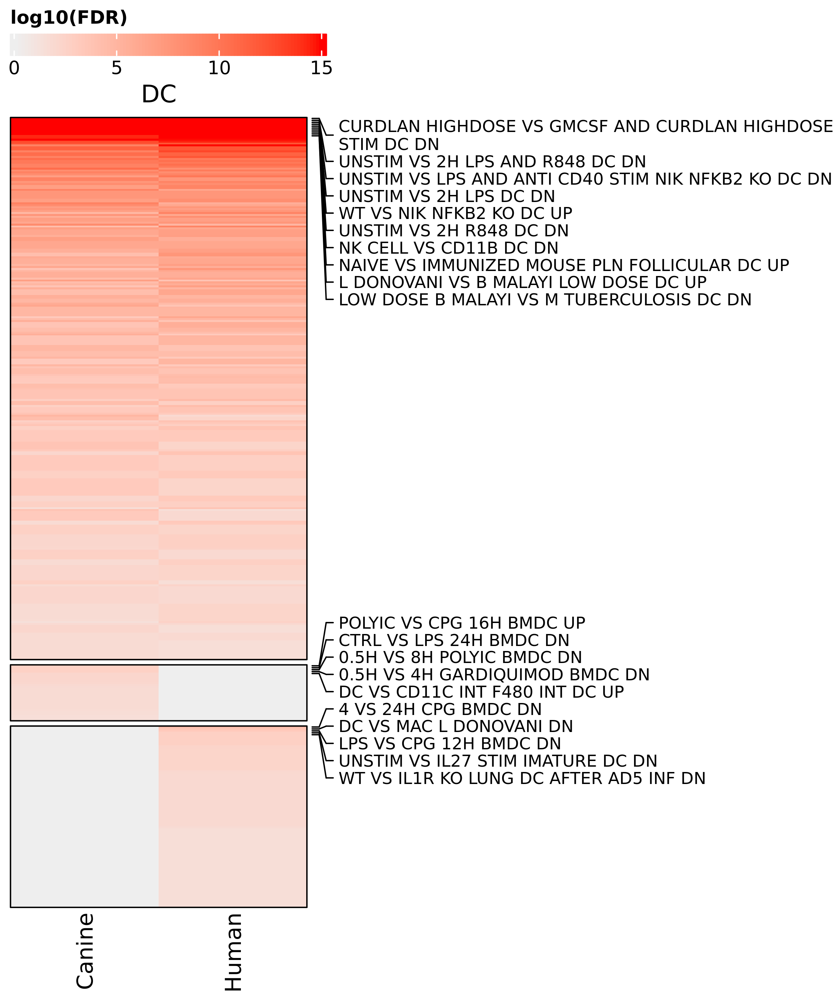 log10(FDR)
0 5 10 15
DC
CURDLAN HIGHDOSE VS GMCSF AND CURDLAN HIGHDOSE
STIM DC DN
UNSTIM VS 2H LPS AND R848 DC DN
UNSTIM VS LPS AND ANTI CD40 STIM NIK NFKB2 KO DC DN
UNSTIM VS 2H LPS DC DN
WT VS NIK NFKB2 KO DC UP
UNSTIM VS 2H R848 DC DN
NK CELL VS CD11B DC DN
NAIVE VS IMMUNIZED MOUSE PLN FOLLICULAR DC UP
L DONOVANI VS B MALAYI LOW DOSE DC UP
LOW DOSE B MALAYI VS M TUBERCULOSIS DC DN
POLYIC VS CPG 16H BMDC UP
CTRL VS LPS 24H BMDC DN
0.5H VS 8H POLYIC BMDC DN
0.5H VS 4H GARDIQUIMOD BMDC DN
DC VS CD11C INT F480 INT DC UP
4 VS 24H CPG BMDC DN
DC VS MAC L DONOVANI DN
LPS VS CPG 12H BMDC DN
UNSTIM VS IL27 STIM IMATURE DC DN
WT VS IL1R KO LUNG DC AFTER AD5 INF DN
Canine
Human